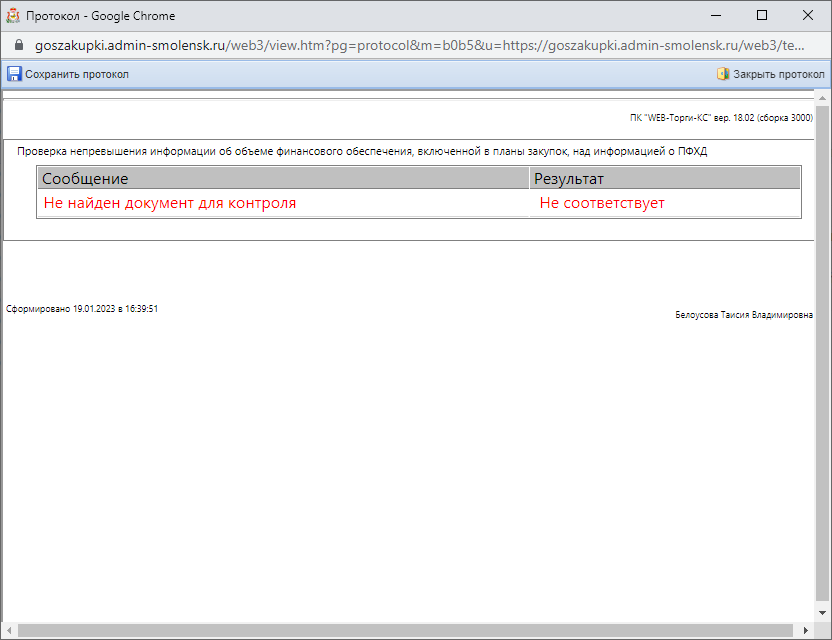 Протокол - Google Chrome
goszakupki.admin-smolensk.ru/web3/view.htm?pg=protocol&m=b0b5&u=https://goszakupki.admin-smolensk.ru/web3/te...
Сохранить протокол Закрыть протокол
ПК "WEB-Торги-КС" вер. 18.02 (сборка 3000)
Проверка непревышения информации об объеме финансового обеспечения, включенной в планы закупок, над информацией о ПФХД
Сообщение Результат
Не найден документ для контроля Не соответствует
Сформировано 19.01.2023 в 16:39:51
Белоусова Таисия Владимировна